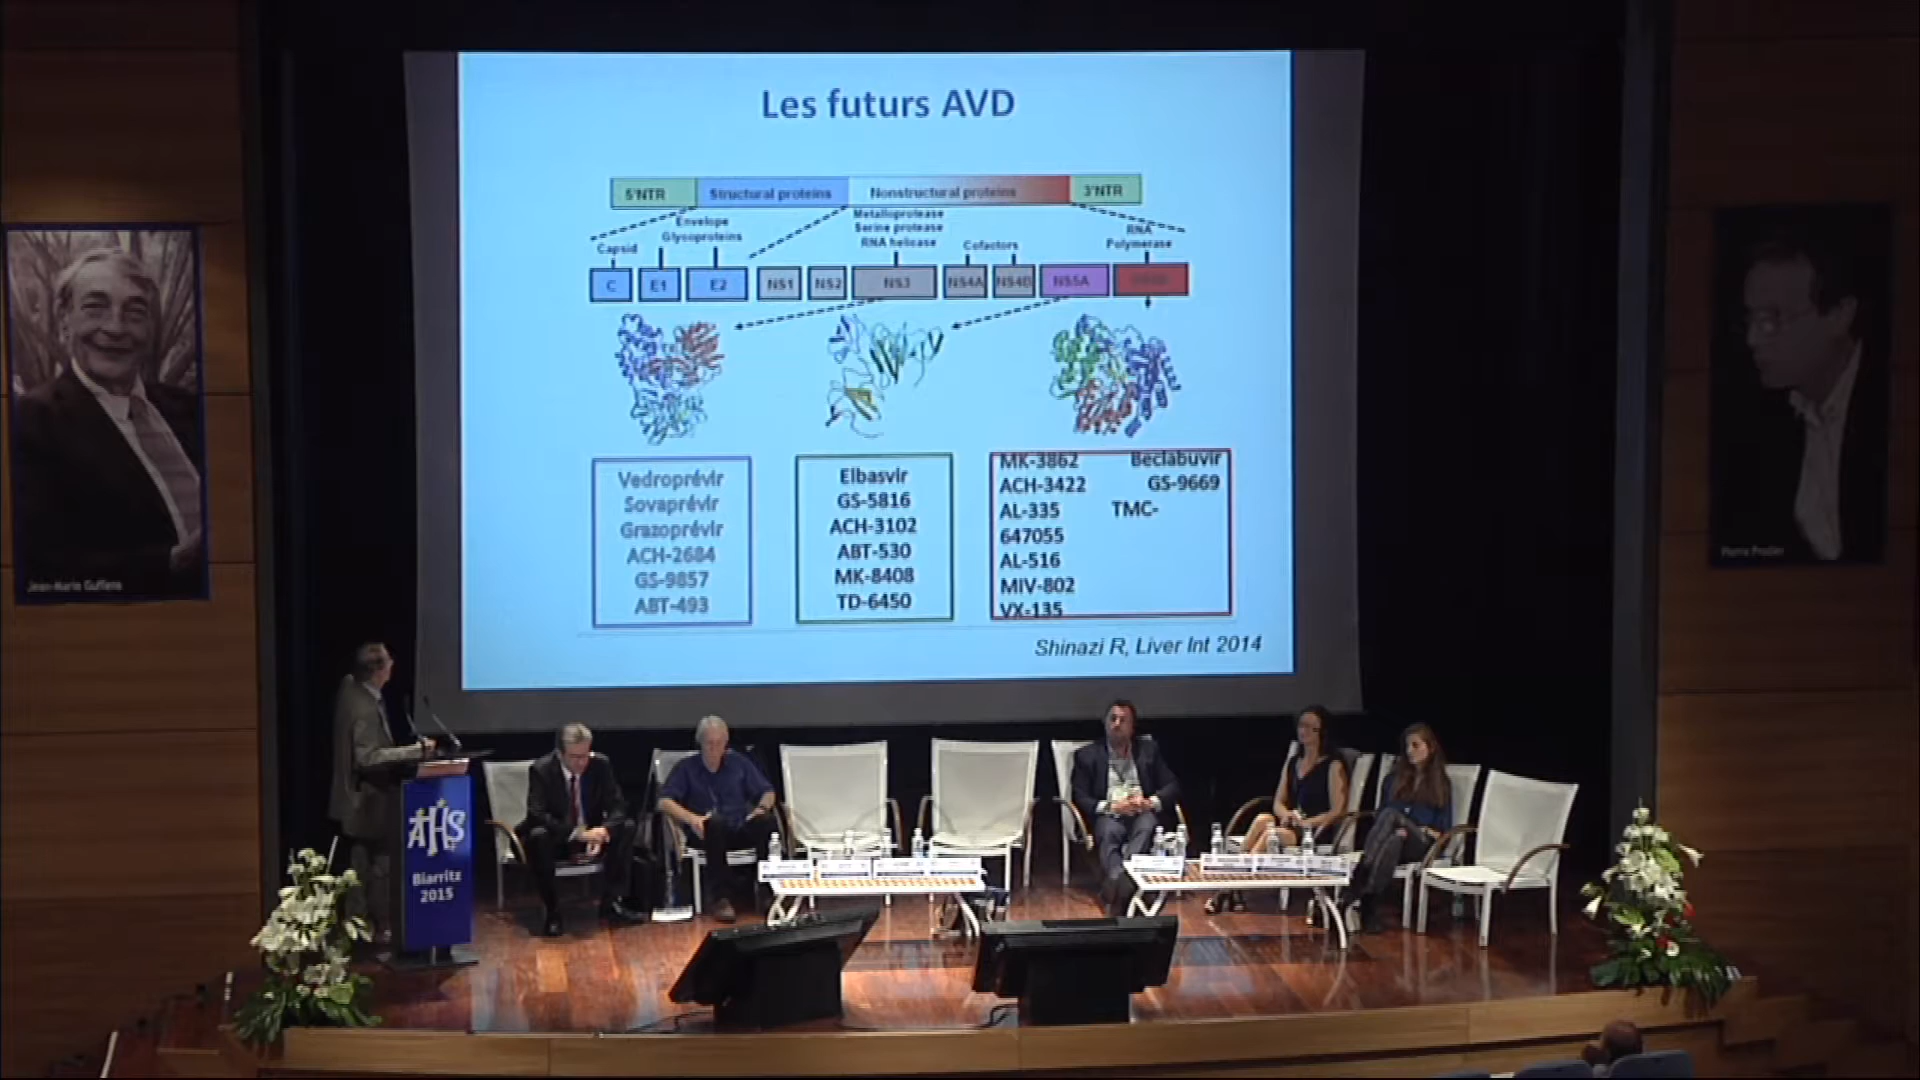 Les futurs AVD
5'NTR
Structural proteins
Nonstructural proteins
3'NTR
Capsid
Envelope
Glycoproteins
Metalloprotease
Serine protease
RNA helicase
Cofactors
RNA
Polymerase
C
E1
E2
NS1
NS2
NS3
NS4A
NS4B
NS5A
Vedroprévir
Sovaprévir
Grazoprévir
ACH-2684
GS-9857
ABT-493
Elbasvir
GS-5816
ACH-3102
ABT-530
MK-8408
TD-6450
MK-3862 Beclabuvir
ACH-3422 GS-9669
AL-335 TMC-
647055
AL-516
MIV-802
VX-135
Shinazi R, Liver Int 2014
Jean-Marie Guffens
AHS
Biarritz
2015